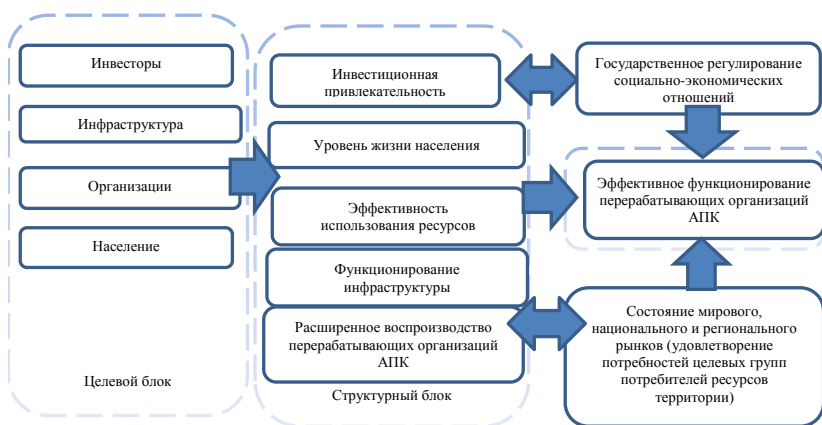 Инвесторы
Инфраструктура
Организации
Население
Целевой блок
Инвестиционная
привлекательность
Уровень жизни населения
Эффективность
использования ресурсов
Функционирование
инфраструктуры
Расширенное воспроизводство
перерабатывающих организаций
АПК
Структурный блок
Государственное регулирование
социально-экономических
отношений
Эффективное функционирование
перерабатывающих организаций
АПК
Состояние мирового,
национального и регионального
рынков (удовлетворение
потребностей целевых групп
потребителей ресурсов
территории)